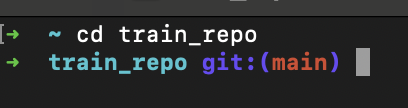 ➜ ~ cd train_repo
➜ train_repo git:(main)